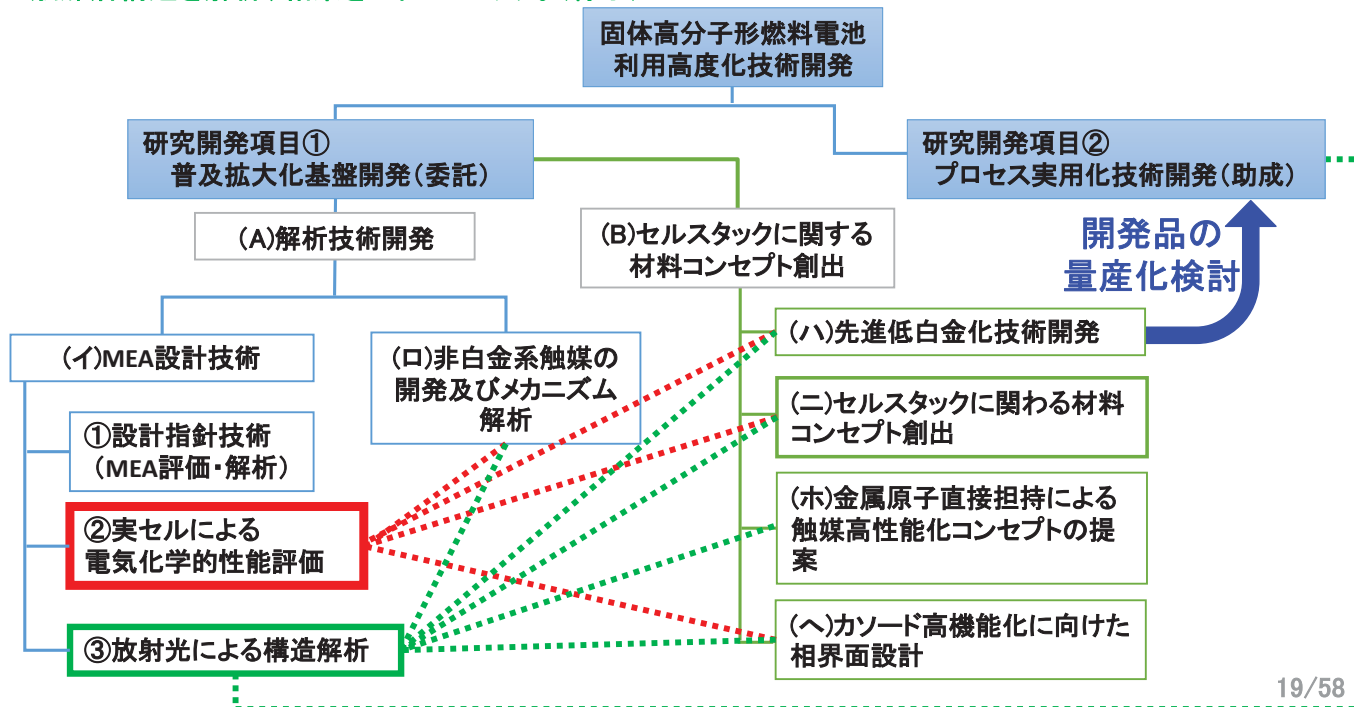 固体高分子形燃料電池
利用高度化技術開発
研究開発項目①
普及拡大化基盤開発(委託)
研究開発項目②
プロセス実用化技術開発(助成)
(A)解析技術開発
(B)セルスタックに関する
材料コンセプト創出
開発品の
量産化検討
(イ)MEA設計技術
(ロ)非白金系触媒の
開発及びメカニズム
解析
(ハ)先進低白金化技術開発
①設計指針技術
(MEA評価・解析)
(ニ)セルスタックに関わる材料
コンセプト創出
②実セルによる
電気化学的性能評価
(ホ)金属原子直接担持による
触媒高性能化コンセプトの提
案
③放射光による構造解析
(ヘ)カソード高機能化に向けた
相界面設計
19/58